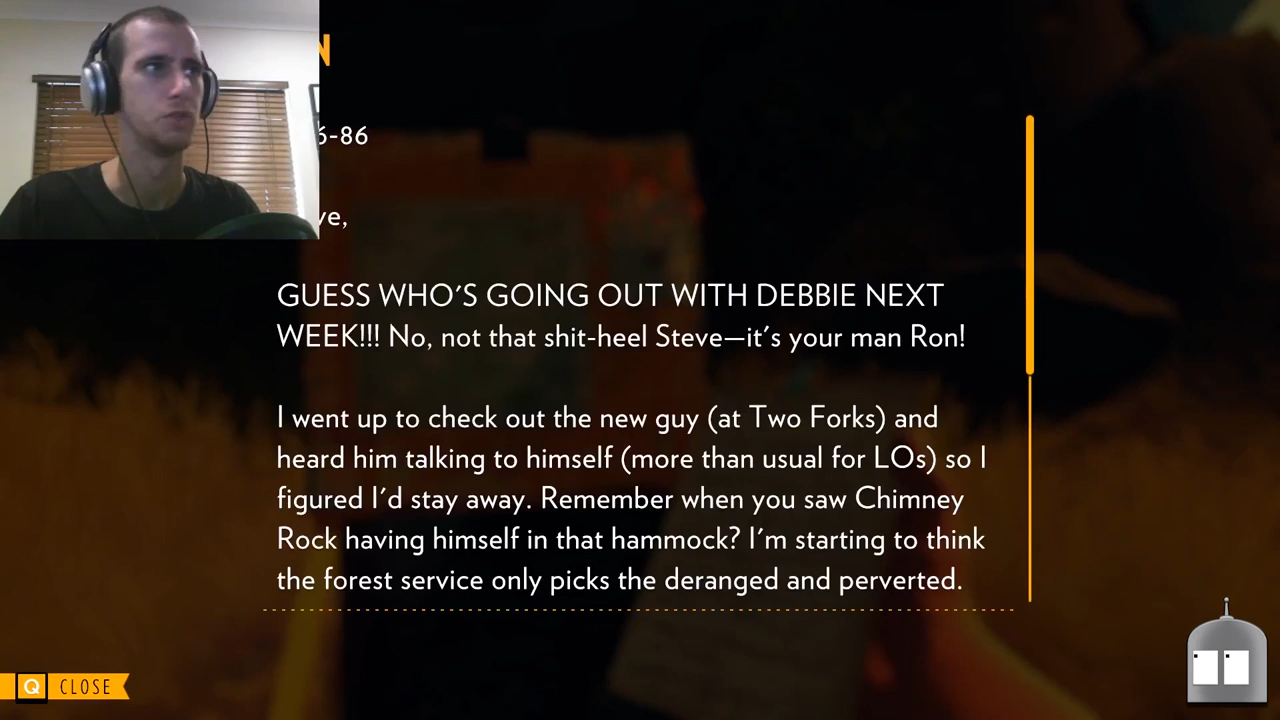 N
6-86
ve,
GUESS WHO'S GOING OUT WITH DEBBIE NEXT
WEEK!!! No, not that shit-heel Steve—it's your man Ron!
I went up to check out the new guy (at Two Forks) and
heard him talking to himself (more than usual for LOs) so I
figured I'd stay away. Remember when you saw Chimney
Rock having himself in that hammock? I'm starting to think
the forest service only picks the deranged and perverted.
Q CLOSE